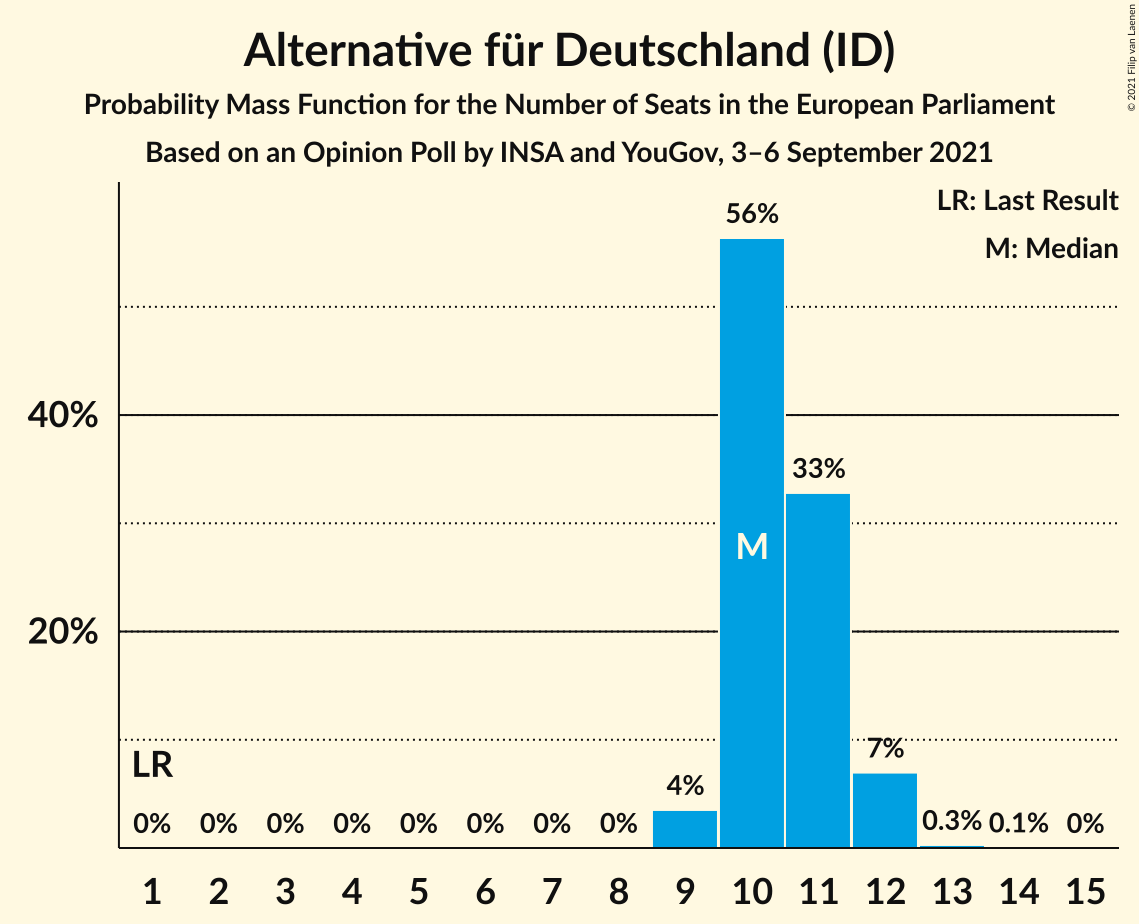 Alternative für Deutschland (ID)
Probability Mass Function for the Number of Seats in the European Parliament
Based on an Opinion Poll by INSA and YouGov, 3–6 September 2021
© 2021 Filip van Laenen
LR: Last Result
M: Median
56%
40%
33%
M
20%
LR
7%
4%
0% 0% 0% 0% 0% 0% 0% 0% 0.3% 0.1% 0%
1 2 3 4 5 6 7 8 9 10 11 12 13 14 15